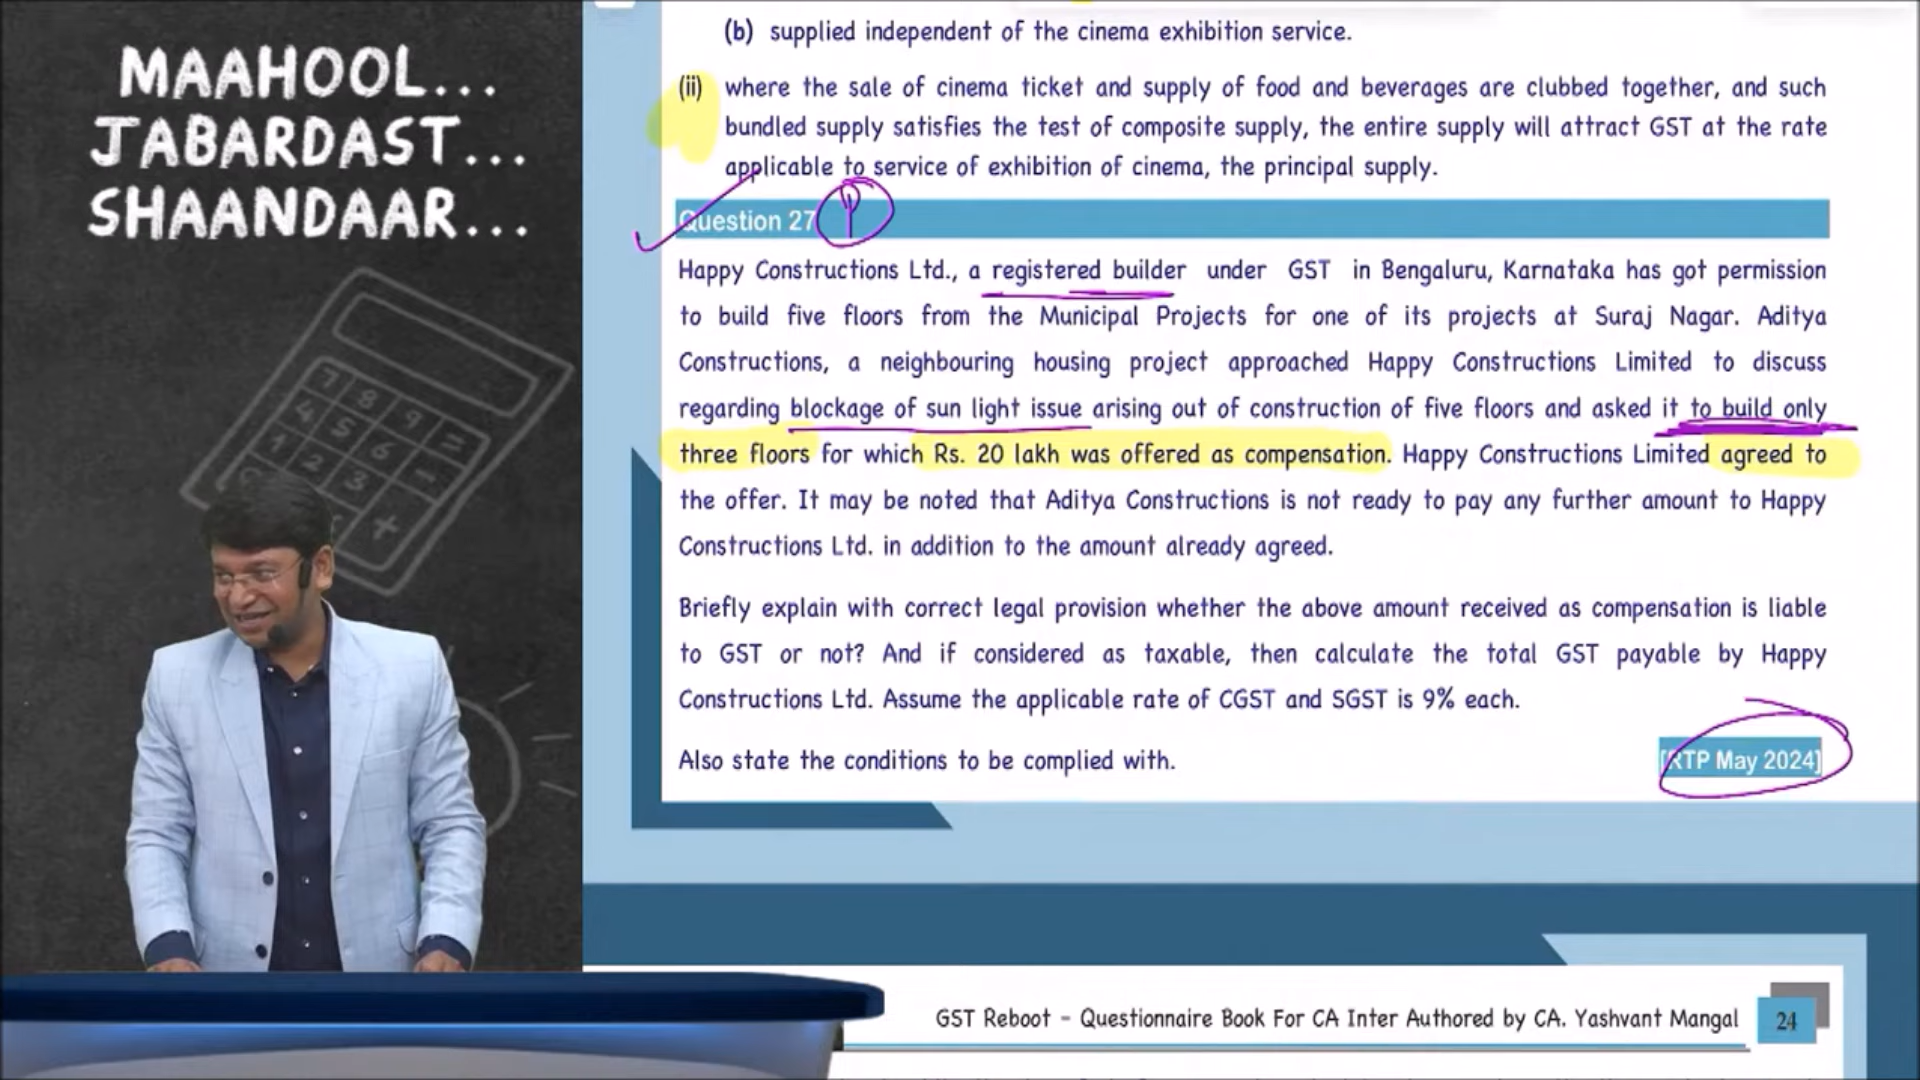 MAAHOOL...
JABARDAST...
SHAANDAAR...
(b) supplied independent of the cinema exhibition service.
(ii) where the sale of cinema ticket and supply of food and beverages are clubbed together, and such
bundled supply satisfies the test of composite supply, the entire supply will attract GST at the rate
applicable to service of exhibition of cinema, the principal supply.
Question 27
Happy Constructions Ltd., a registered builder under GST in Bengaluru, Karnataka has got permission
to build five floors from the Municipal Projects for one of its projects at Suraj Nagar. Aditya
Constructions, a neighbouring housing project approached Happy Constructions Limited to discuss
regarding blockage of sun light issue arising out of construction of five floors and asked it to build only
three floors for which Rs. 20 lakh was offered as compensation. Happy Constructions Limited agreed to
the offer. It may be noted that Aditya Constructions is not ready to pay any further amount to Happy
Constructions Ltd. in addition to the amount already agreed.
Briefly explain with correct legal provision whether the above amount received as compensation is liable
to GST or not? And if considered as taxable, then calculate the total GST payable by Happy
Constructions Ltd. Assume the applicable rate of CGST and SGST is 9% each.
Also state the conditions to be complied with.
[RTP May 2024]
GST Reboot - Questionnaire Book For CA Inter Authored by CA. Yashvant Mangal
24
7 8 9 =
4 5 6 -
1 2 3
+